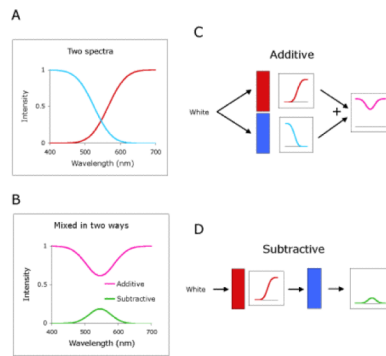 A
Two spectra
1
0.5
0
Intensity
400 500 600 700
Wavelength (nm)
B
Mixed in two ways
1
0.5
0
Intensity
Additive
Subtractive
400 500 600 700
Wavelength (nm)
C
Additive
White
+
D
Subtractive
White